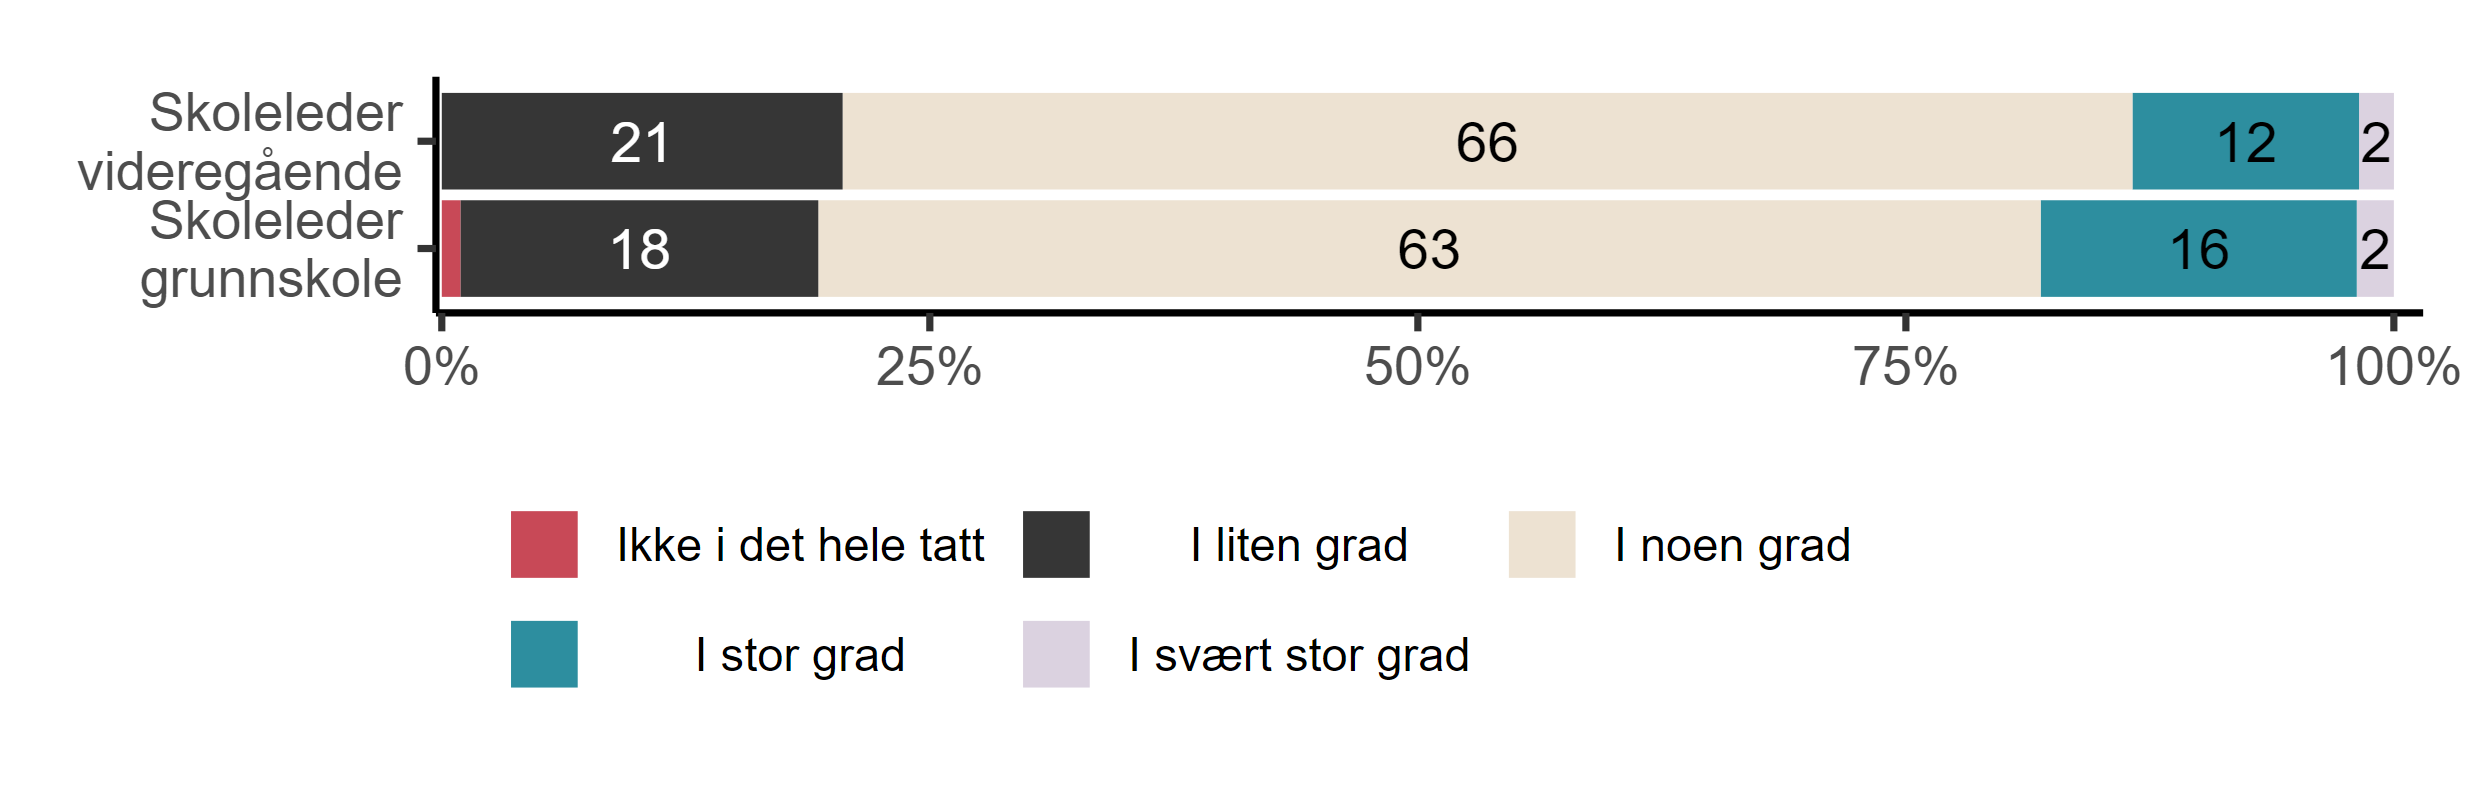 Skoleleder
videregående
21 66 12 2
Skoleleder
grunnskole
18 63 16 2
0% 25% 50% 75% 100%
Ikke i det hele tatt I liten grad I noen grad
I stor grad I svært stor grad